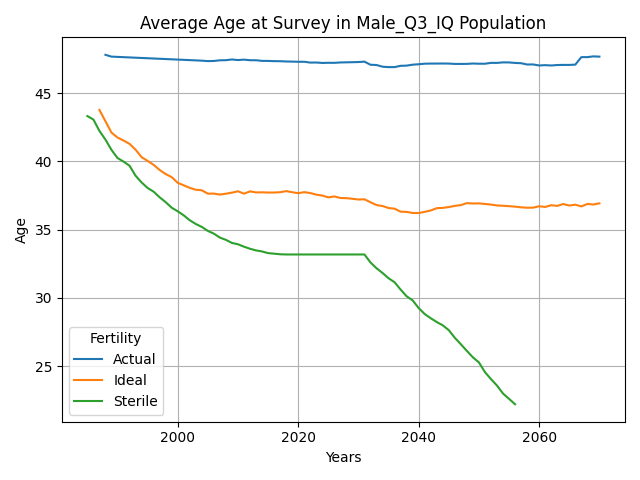 Average Age at Survey in Male_Q3_IQ Population
Age
45
40
35
30
25
Fertility
Actual
Ideal
Sterile
2000 2020 2040 2060
Years